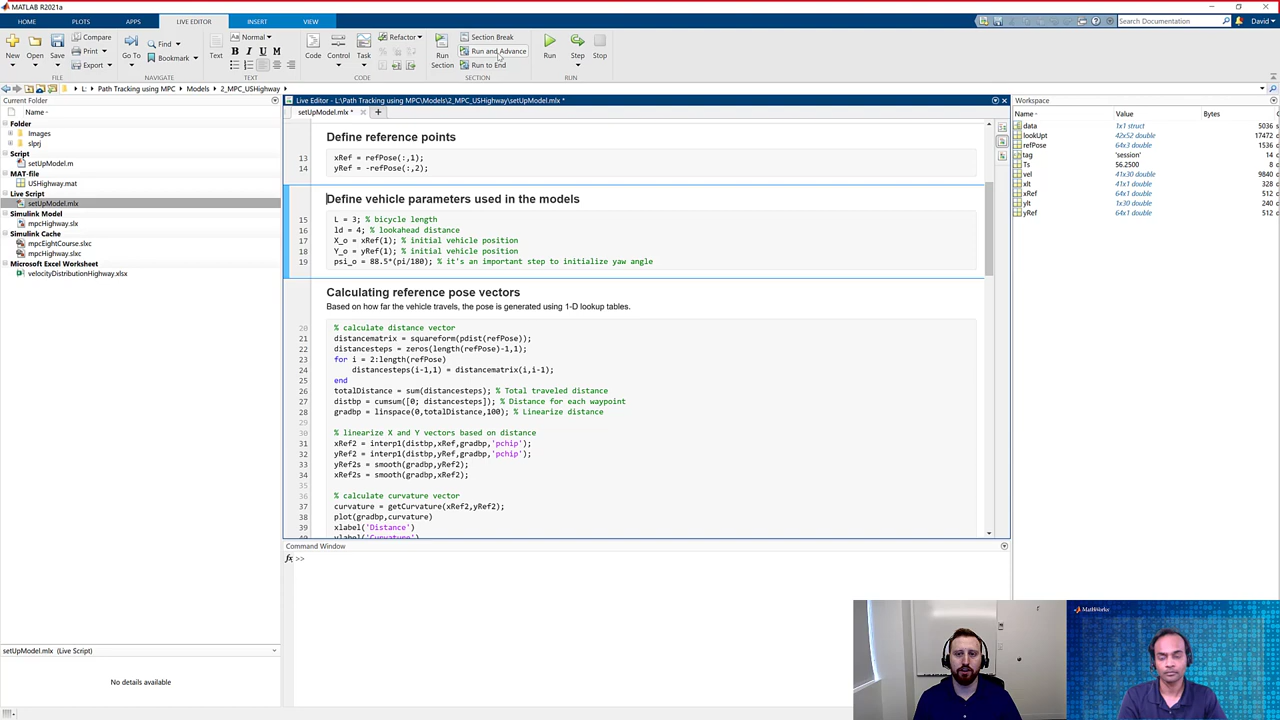 MATLAB R2021a
HOME PLOTS APPS LIVE EDITOR INSERT VIEW
Search Documentation
David
New Open Save
Compare
Print
Export
FILE
Go To
Find
Bookmark
NAVIGATE
Text
Normal
B I U M
TEXT
Code Control Task
Refactor
CODE
Run Section
Section Break
Run and Advance
Run to End
SECTION
Run Step Stop
RUN
L: Path Tracking using MPC Models 2_MPC_USHighway
Current Folder
Name
Folder
Images
slprj
Script
setUpModel.m
MAT-file
USHighway.mat
Live Script
setUpModel.mlx
Simulink Model
mpcHighway.slx
Simulink Cache
mpcEightCourse.slxc
mpcHighway.slxc
Microsoft Excel Worksheet
velocityDistributionHighway.xlsx
setUpModel.mlx (Live Script)
No details available
Live Editor - L:\Path Tracking using MPC\Models\2_MPC_USHighway\setUpModel.mlx *
setUpModel.mlx *
Define reference points
13 xRef = refPose(:,1);
14 yRef = -refPose(:,2);
Define vehicle parameters used in the models
15 L = 3; % bicycle length
16 ld = 4; % lookahead distance
17 X_o = xRef(1); % initial vehicle position
18 Y_o = yRef(1); % initial vehicle position
19 psi_o = 88.5*(pi/180); % it's an important step to initialize yaw angle
Calculating reference pose vectors
Based on how far the vehicle travels, the pose is generated using 1-D lookup tables.
20 % calculate distance vector
21 distancematrix = squareform(pdist(refPose));
22 distancesteps = zeros(length(refPose)-1,1);
23 for i = 2:length(refPose)
24 distancesteps(i-1,1) = distancematrix(i,i-1);
25 end
26 totalDistance = sum(distancesteps); % Total traveled distance
27 distbp = cumsum([0; distancesteps]); % Distance for each waypoint
28 gradbp = linspace(0,totalDistance,100); % Linearize distance
29
30 % linearize X and Y vectors based on distance
31 xRef2 = interp1(distbp,xRef,gradbp,'pchip');
32 yRef2 = interp1(distbp,yRef,gradbp,'pchip');
33 yRef2s = smooth(gradbp,yRef2);
34 xRef2s = smooth(gradbp,xRef2);
35
36 % calculate curvature vector
37 curvature = getCurvature(xRef2,yRef2);
38 plot(gradbp,curvature)
39 xlabel('Distance')
40 ylabel('Curvature')
Command Window
fx >>
Workspace
Name Value Bytes
data 1x1 struct 5036
lookUpt 42x52 double 17472
refPose 64x3 double 1536
tag 'session' 14
Ts 56.2500 8
vel 41x30 double 9840
xlt 41x1 double 328
xRef 64x1 double 512
ylt 1x30 double 240
yRef 64x1 double 512
MathWorks